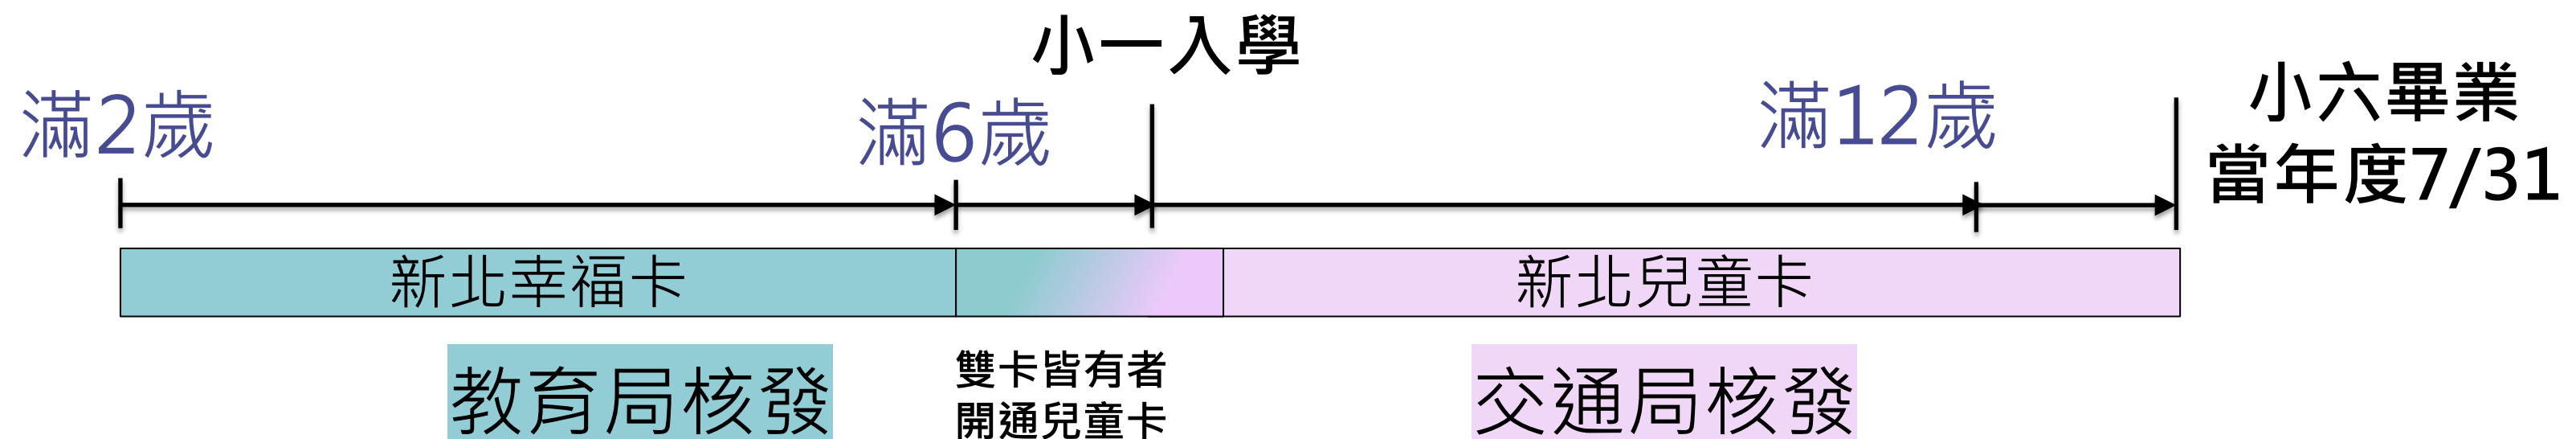 小一入學
滿2歲
滿6歲
滿12歲
小六畢業
當年度7/31
新北幸福卡
新北兒童卡
教育局核發
雙卡皆有者
開通兒童卡
交通局核發